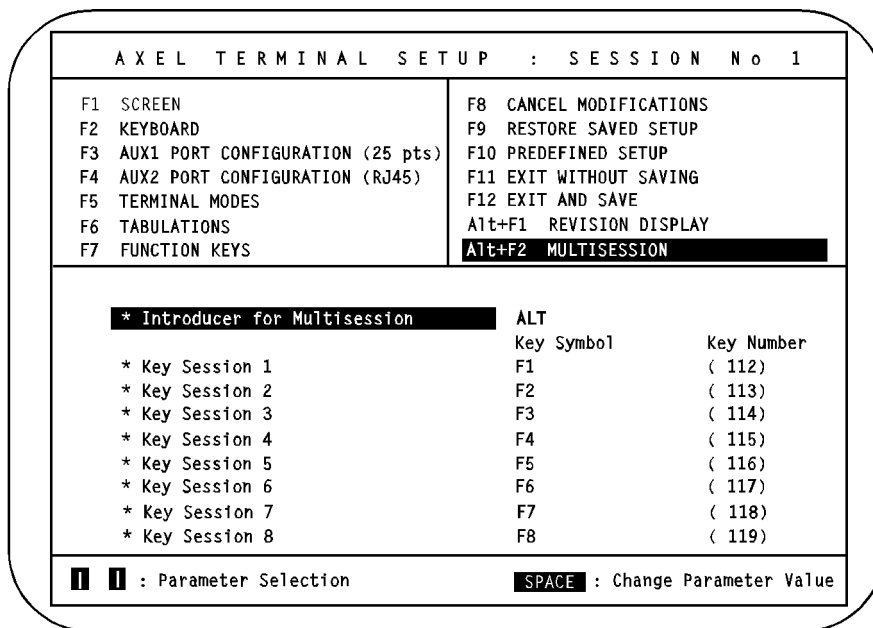 AXEL TERMINAL SETUP : SESSION No 1
F1 SCREEN
F2 KEYBOARD
F3 AUX1 PORT CONFIGURATION (25 pts)
F4 AUX2 PORT CONFIGURATION (RJ45)
F5 TERMINAL MODES
F6 TABULATIONS
F7 FUNCTION KEYS
F8 CANCEL MODIFICATIONS
F9 RESTORE SAVED SETUP
F10 PREDEFINED SETUP
F11 EXIT WITHOUT SAVING
F12 EXIT AND SAVE
Alt+F1 REVISION DISPLAY
Alt+F2 MULTISESSION
* Introducer for Multisession ALT
Key Symbol Key Number
* Key Session 1 F1 ( 112)
* Key Session 2 F2 ( 113)
* Key Session 3 F3 ( 114)
* Key Session 4 F4 ( 115)
* Key Session 5 F5 ( 116)
* Key Session 6 F6 ( 117)
* Key Session 7 F7 ( 118)
* Key Session 8 F8 ( 119)
: Parameter Selection SPACE : Change Parameter Value